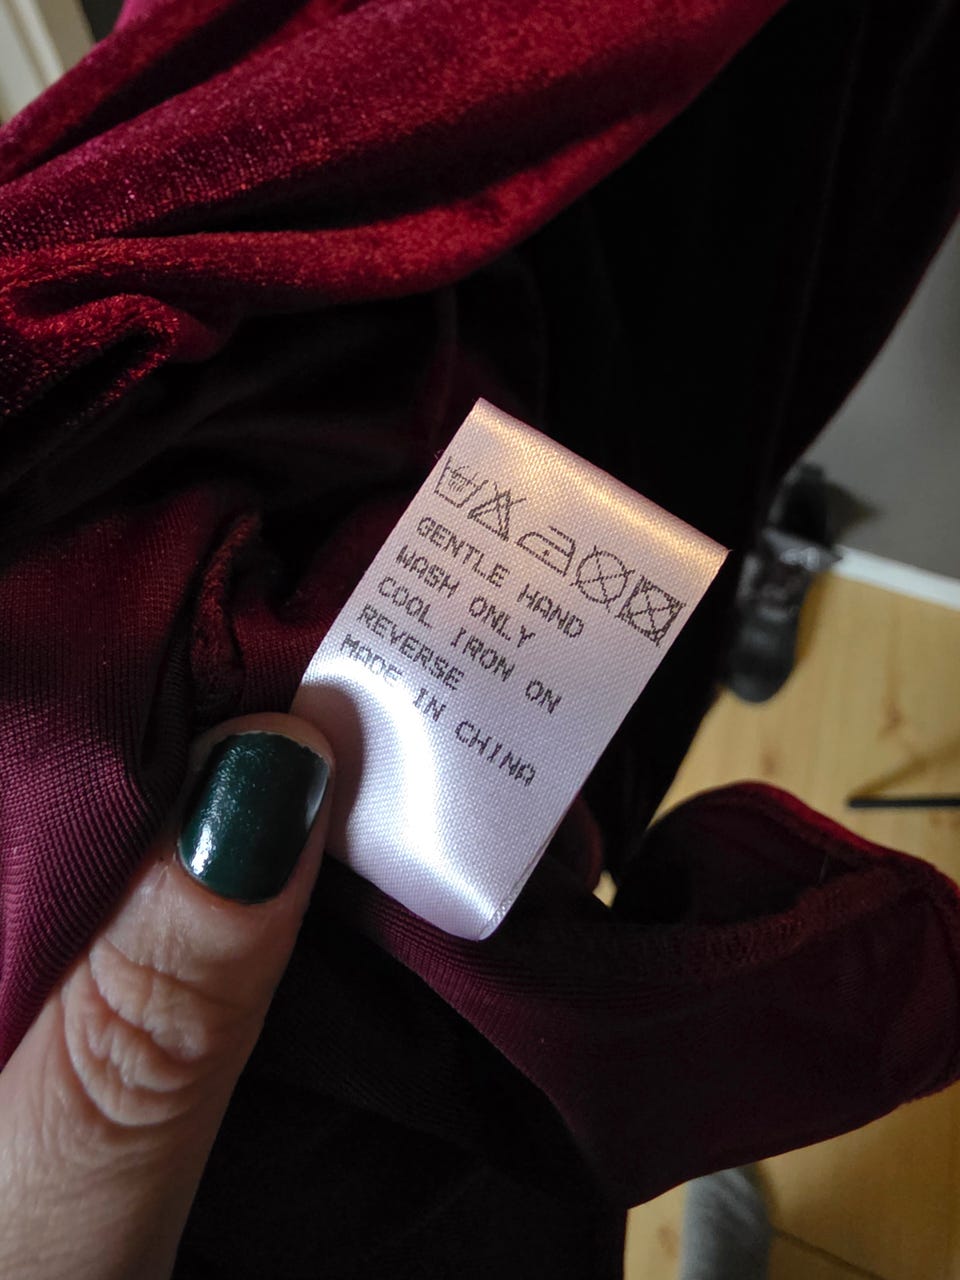 GENTLE HAND
WASH ONLY
COOL IRON ON
REVERSE
MADE IN CHINA